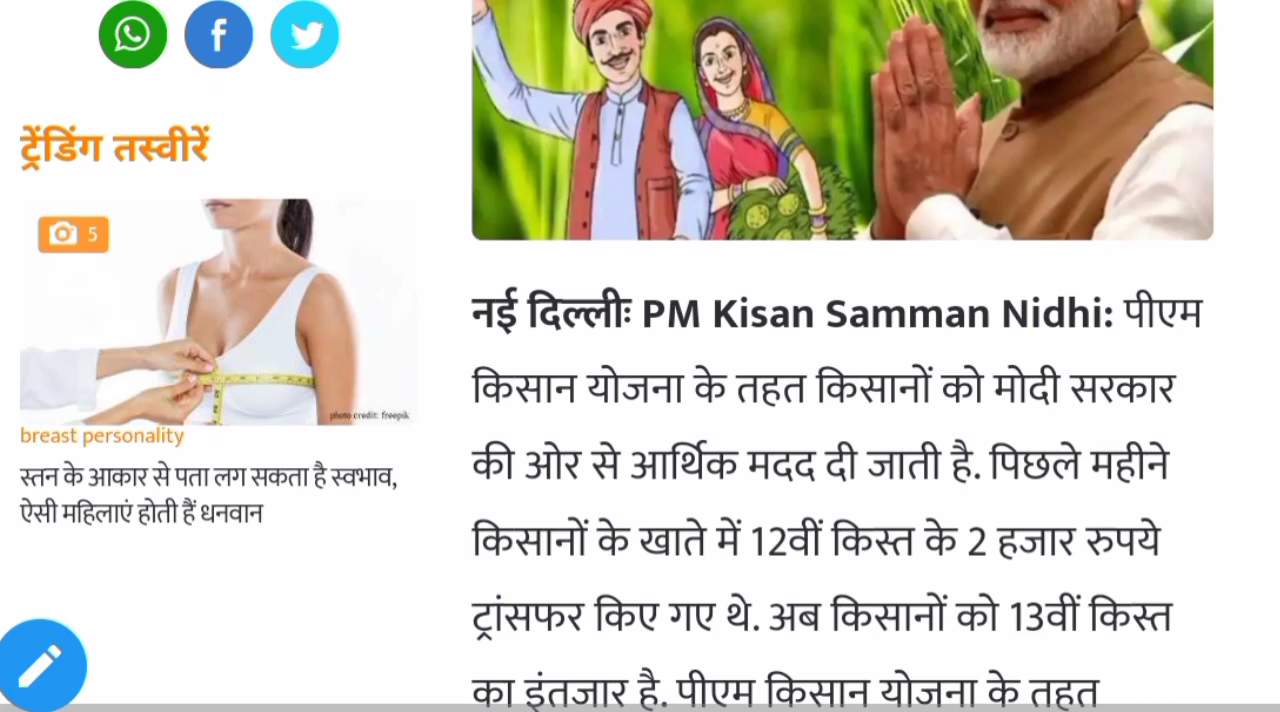 ट्रेंडिंग तस्वीरें
5
photo credit: freepik
breast personality
स्तन के आकार से पता लग सकता है स्वभाव,
ऐसी महिलाएं होती हैं धनवान
नई दिल्लीः PM Kisan Samman Nidhi: पीएम
किसान योजना के तहत किसानों को मोदी सरकार
की ओर से आर्थिक मदद दी जाती है. पिछले महीने
किसानों के खाते में 12वीं किस्त के 2 हजार रुपये
ट्रांसफर किए गए थे. अब किसानों को 13वीं किस्त
का इंतजार है. पीएम किसान योजना के तहत